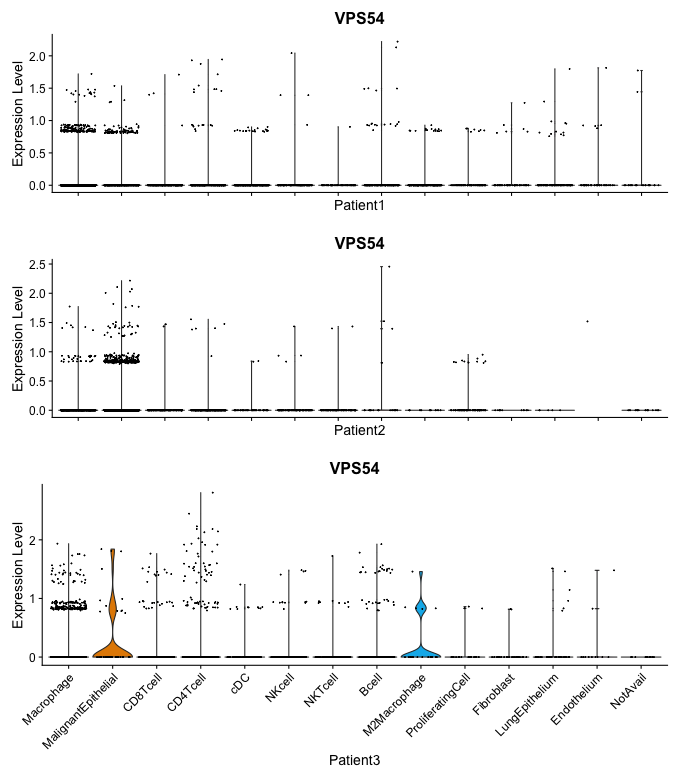 VPS54
Expression Level
2.0
1.5
1.0
0.5
0.0
Patient1
VPS54
Expression Level
2.5
2.0
1.5
1.0
0.5
0.0
Patient2
VPS54
Expression Level
2
1
0
Macrophage
MalignantEpithelial
CD8Tcell
CD4Tcell
cDC
NKcell
NKTcell
Bcell
M2Macrophage
ProliferatingCell
Fibroblast
LungEpithelium
Endothelium
NotAvail
Patient3